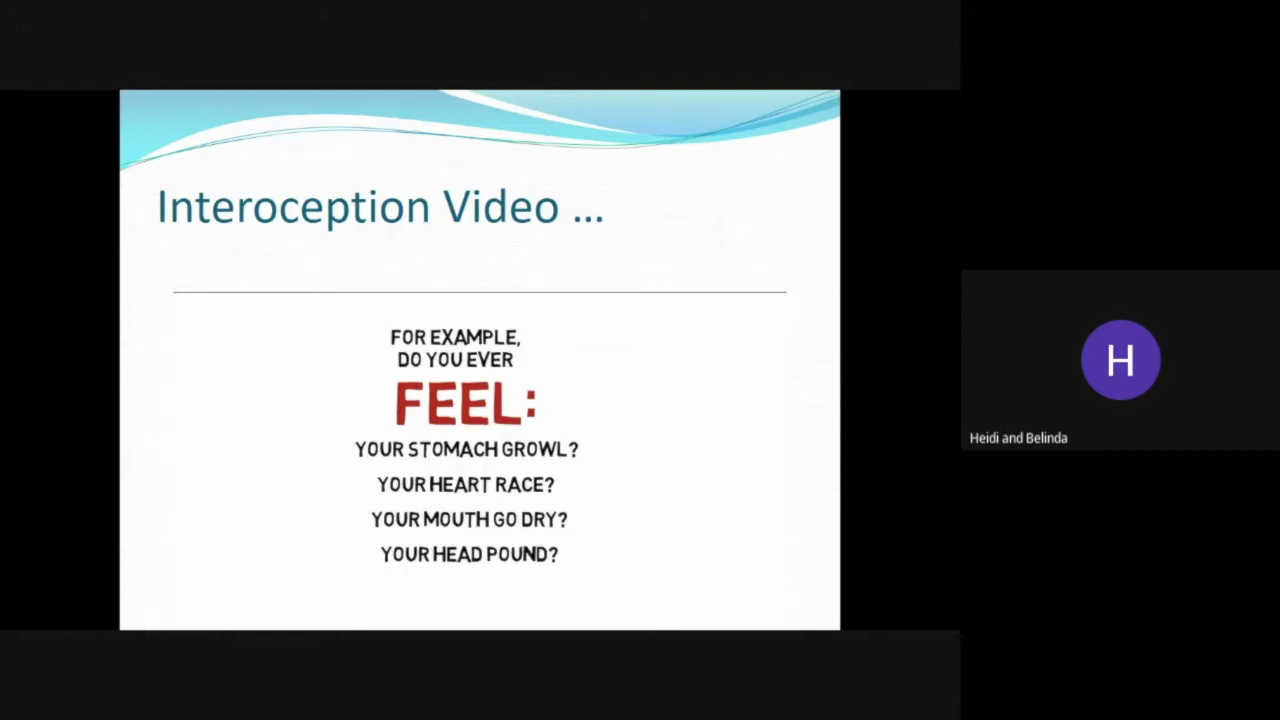 Interoception Video ...
FOR EXAMPLE,
DO YOU EVER
FEEL:
YOUR STOMACH GROWL?
YOUR HEART RACE?
YOUR MOUTH GO DRY?
YOUR HEAD POUND?
H
Heidi and Belinda